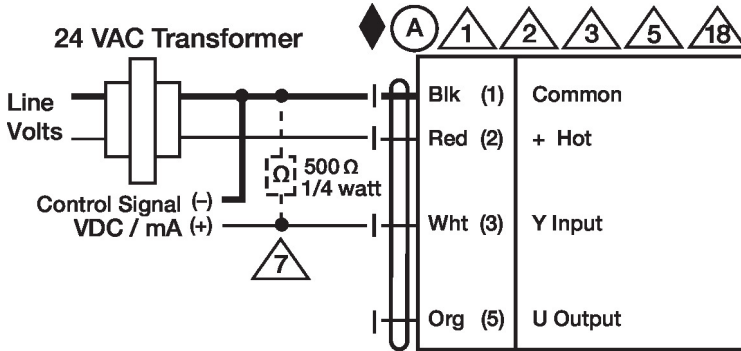 24 VAC Transformer
A 1 2 3 5 18
Line
Volts
Blk (1) Common
Red (2) + Hot
Ω 500 Ω
1/4 watt
Control Signal (–)
VDC / mA (+)
Wht (3) Y Input
7
Org (5) U Output